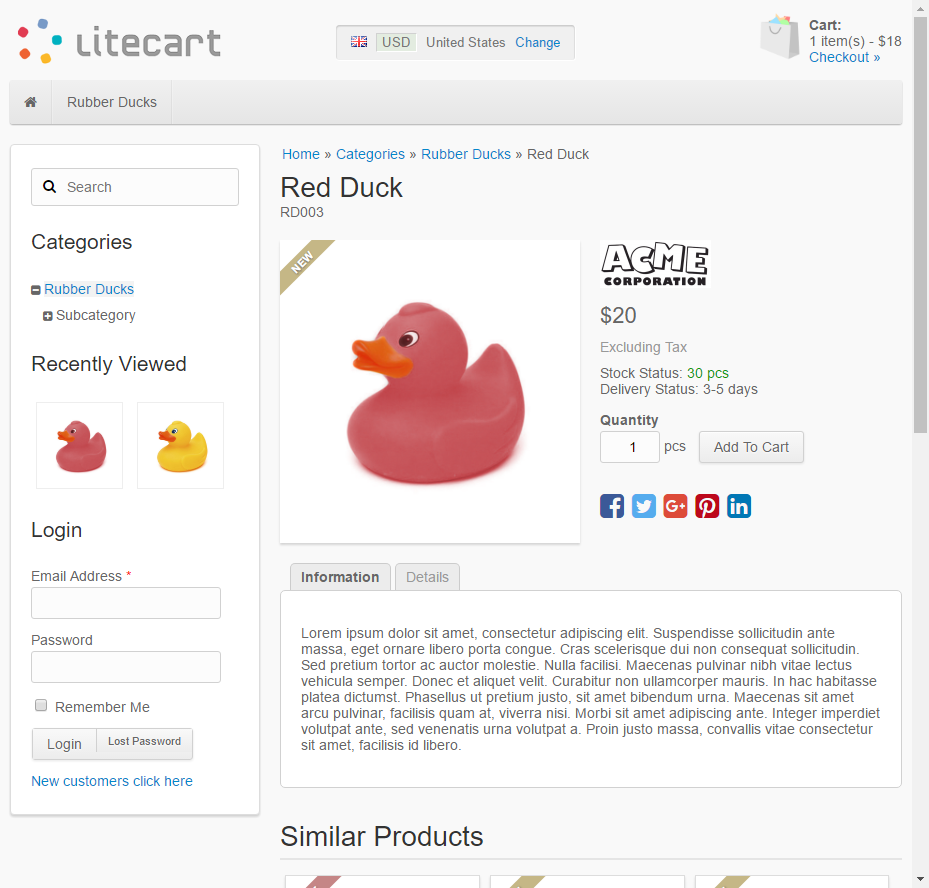 litecart
USD United States Change
Cart:
1 item(s) - $18
Checkout »
Rubber Ducks
Search
Categories
Rubber Ducks
Subcategory
Recently Viewed
Login
Email Address *
Password
Remember Me
Login Lost Password
New customers click here
Home » Categories » Rubber Ducks » Red Duck
Red Duck
RD003
NEW
ACME
CORPORATION
$20
Excluding Tax
Stock Status: 30 pcs
Delivery Status: 3-5 days
Quantity
1 pcs Add To Cart
Information Details
Lorem ipsum dolor sit amet, consectetur adipiscing elit. Suspendisse sollicitudin ante
massa, eget ornare libero porta congue. Cras scelerisque dui non consequat sollicitudin.
Sed pretium tortor ac auctor molestie. Nulla facilisi. Maecenas pulvinar nibh vitae lectus
vehicula semper. Donec et aliquet velit. Curabitur non ullamcorper mauris. In hac habitasse
platea dictumst. Phasellus ut pretium justo, sit amet bibendum urna. Maecenas sit amet
arcu pulvinar, facilisis quam at, viverra nisi. Morbi sit amet adipiscing ante. Integer imperdiet
volutpat ante, sed venenatis urna volutpat a. Proin justo massa, convallis vitae consectetur
sit amet, facilisis id libero.
Similar Products